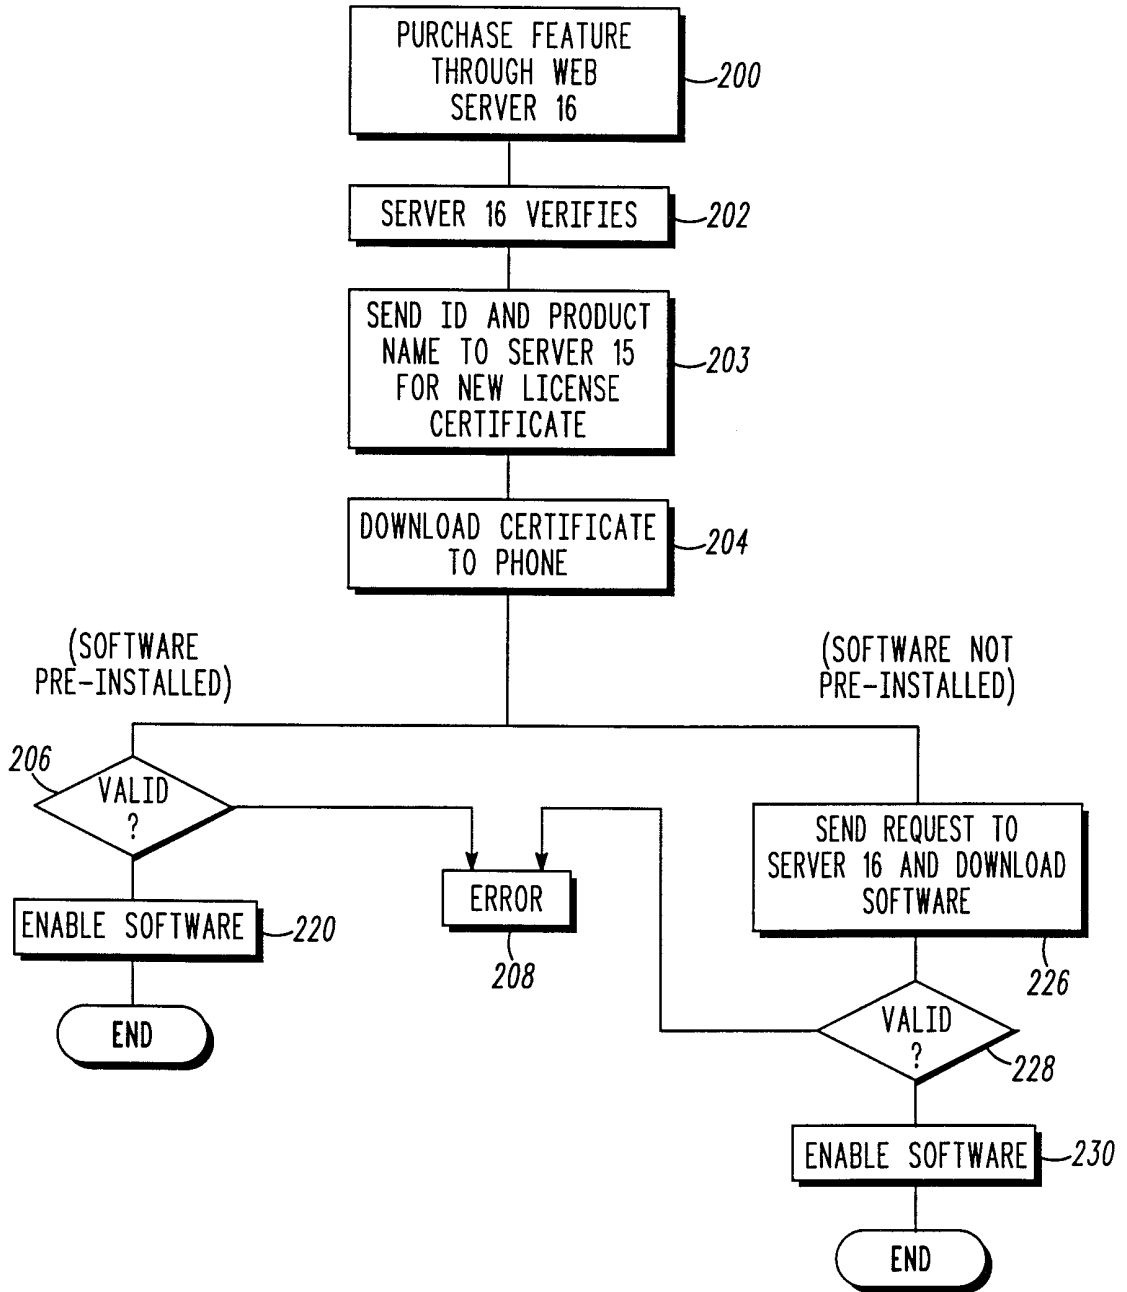 PURCHASE FEATURE
THROUGH WEB
SERVER 16
200
SERVER 16 VERIFIES
202
SEND ID AND PRODUCT
NAME TO SERVER 15
FOR NEW LICENSE
CERTIFICATE
203
DOWNLOAD CERTIFICATE
TO PHONE
204
(SOFTWARE
PRE-INSTALLED)
(SOFTWARE NOT
PRE-INSTALLED)
206
VALID
?
ERROR
208
SEND REQUEST TO
SERVER 16 AND DOWNLOAD
SOFTWARE
226
ENABLE SOFTWARE
220
END
VALID
?
228
ENABLE SOFTWARE
230
END